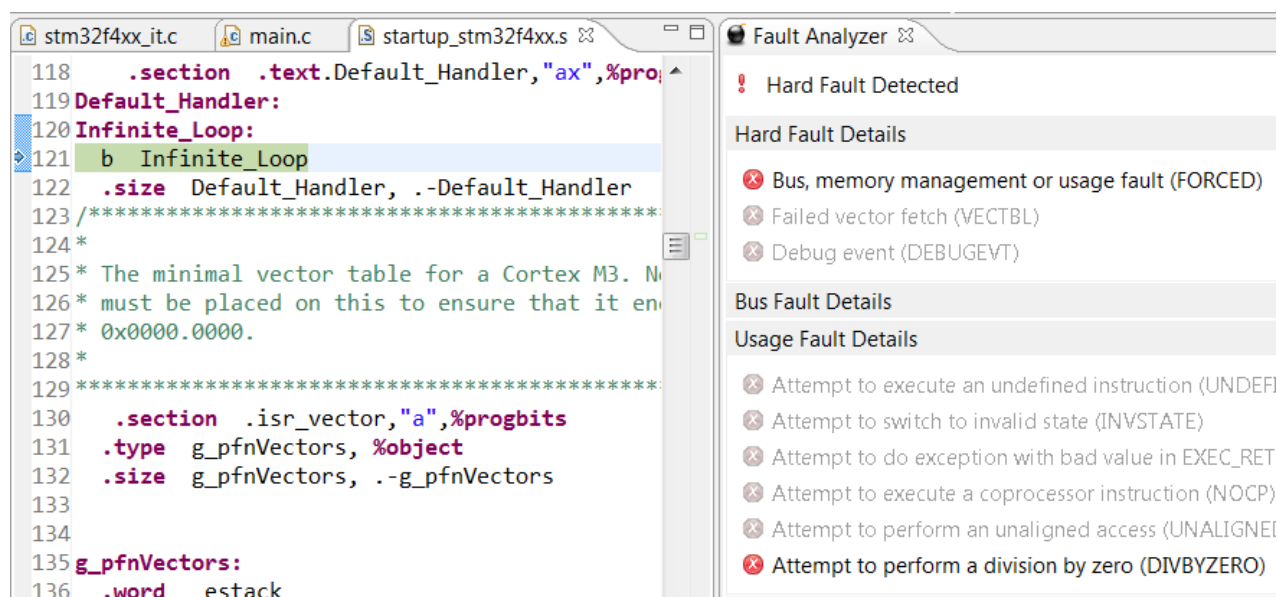 stm32f4xx_it.c main.c startup_stm32f4xx.s
118 .section .text.Default_Handler,"ax",%prog
119 Default_Handler:
120 Infinite_Loop:
121 b Infinite_Loop
122 .size Default_Handler, .-Default_Handler
123 /********************************************
124 *
125 * The minimal vector table for a Cortex M3. No
126 * must be placed on this to ensure that it en
127 * 0x0000.0000.
128 *
129 *********************************************
130 .section .isr_vector,"a",%progbits
131 .type g_pfnVectors, %object
132 .size g_pfnVectors, .-g_pfnVectors
133
134
135 g_pfnVectors:
136 .word _estack
Fault Analyzer
Hard Fault Detected
Hard Fault Details
Bus, memory management or usage fault (FORCED)
Failed vector fetch (VECTBL)
Debug event (DEBUGEVT)
Bus Fault Details
Usage Fault Details
Attempt to execute an undefined instruction (UNDEFI
Attempt to switch to invalid state (INVSTATE)
Attempt to do exception with bad value in EXEC_RET
Attempt to execute a coprocessor instruction (NOCP)
Attempt to perform an unaligned access (UNALIGNED
Attempt to perform a division by zero (DIVBYZERO)